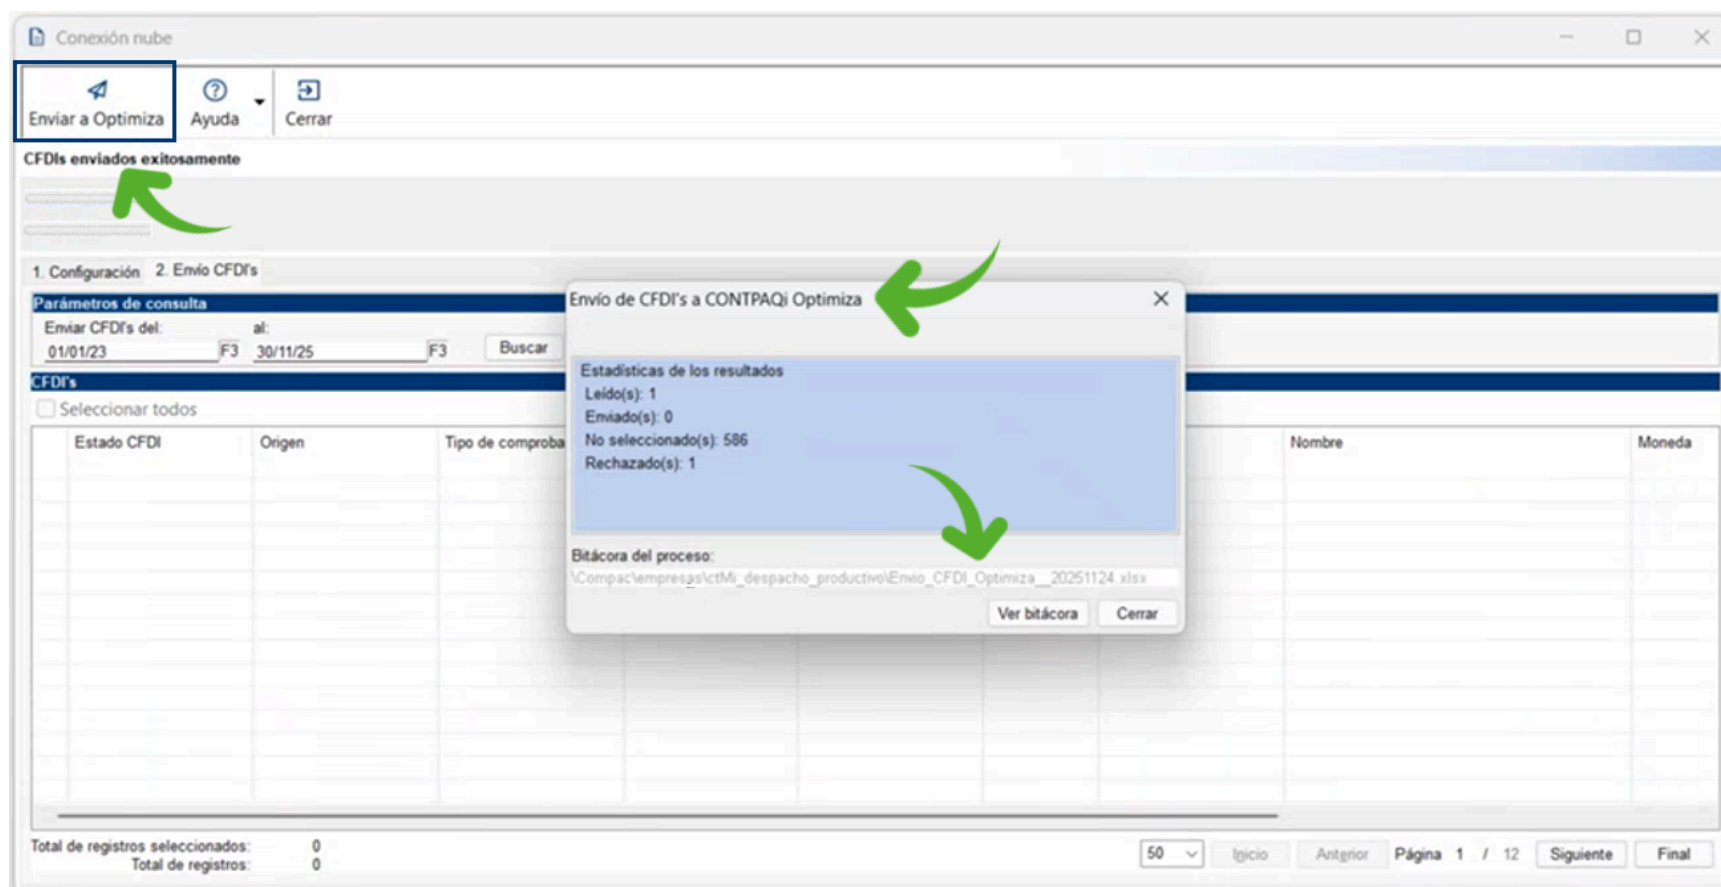 Conexión nube
Enviar a Optimiza Ayuda Cerrar
CFDIs enviados exitosamente
1. Configuración 2. Envío CFDI's
Parámetros de consulta
Enviar CFDI's del: al:
01/01/23 F3 30/11/25 F3 Buscar
CFDI's
Seleccionar todos
Estado CFDI Origen Tipo de comproba Nombre Moneda
Envío de CFDI's a CONTPAQi Optimiza
Estadísticas de los resultados
Leído(s): 1
Enviado(s): 0
No seleccionado(s): 586
Rechazado(s): 1
Bitácora del proceso:
\Compac\empresas\ctMi_despacho_productivo\Envio_CFDI_Optimiza__20251124.xlsx
Ver bitácora Cerrar
Total de registros seleccionados: 0
Total de registros: 0
50 Inicio Anterior Página 1 / 12 Siguiente Final